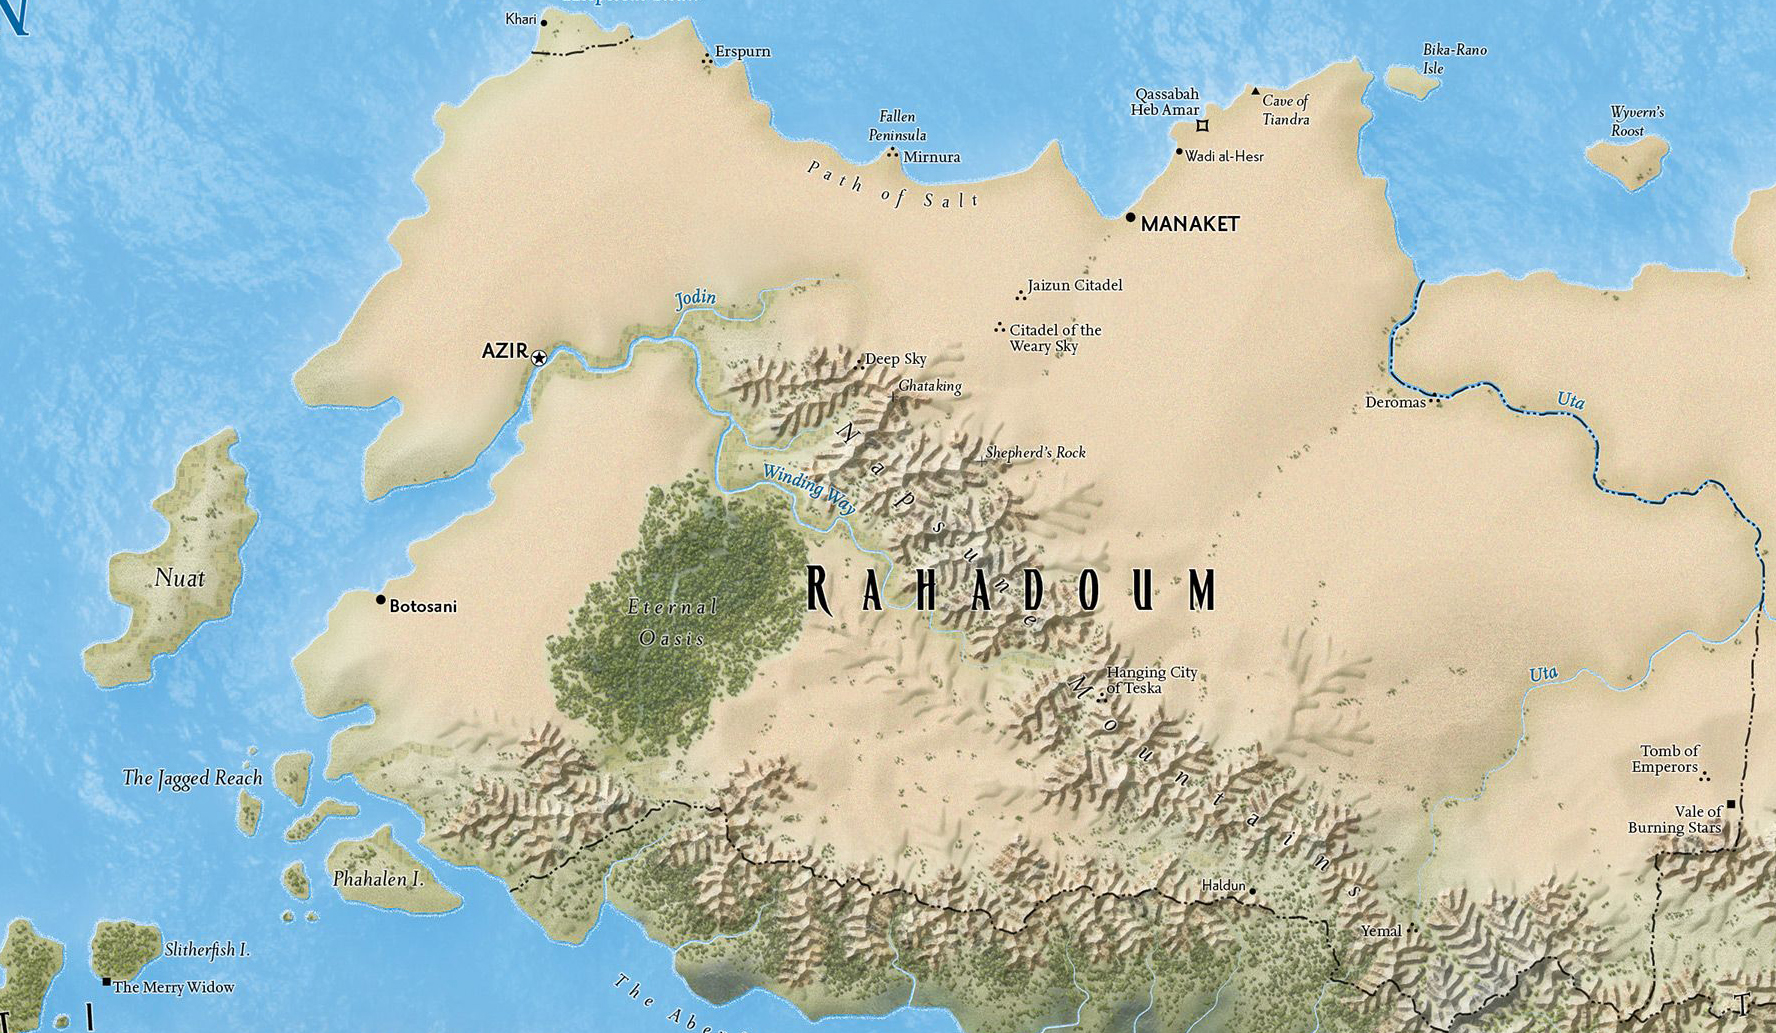 Khari
Erspurn
Bika-Rano
Isle
Qassabah
Heb Amar
Cave of
Tiandra
Wyvern's
Roost
Fallen
Peninsula
Mirnura
Wadi al-Hesr
Path of Salt
MANAKET
Jaizun Citadel
Jodin
Citadel of the
Weary Sky
AZIR
Deep Sky
Ghataking
Deromas
Uta
Shepherd's Rock
Winding Way
Napsune Mountains
Nuat
RAHADOUM
Botosani
Eternal
Oasis
Hanging City
of Teska
Uta
Tomb of
Emperors
The Jagged Reach
Vale of
Burning Stars
Phahalen I.
Haldun
Yemal
Slitherfish I.
The Merry Widow
The
I
T